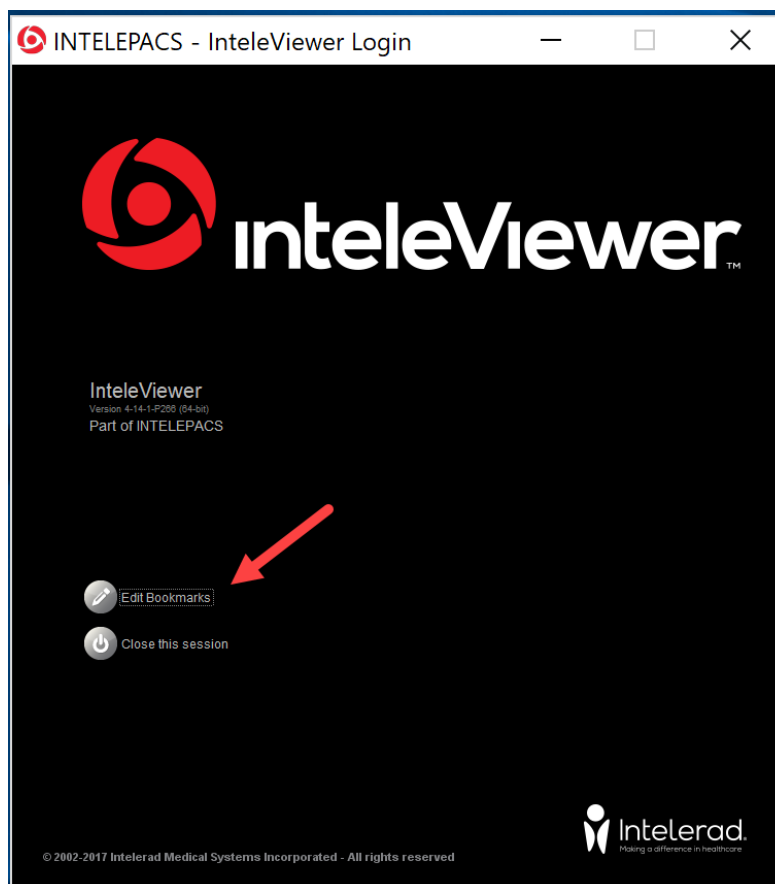 INTELEPACS - InteleViewer Login
ınteleVıewer™
InteleViewer
Version 4-14-1-P266 (64-bit)
Part of INTELEPACS
Edit Bookmarks
Close this session
Intelerad.
Making a difference in healthcare
© 2002-2017 Intelerad Medical Systems Incorporated - All rights reserved